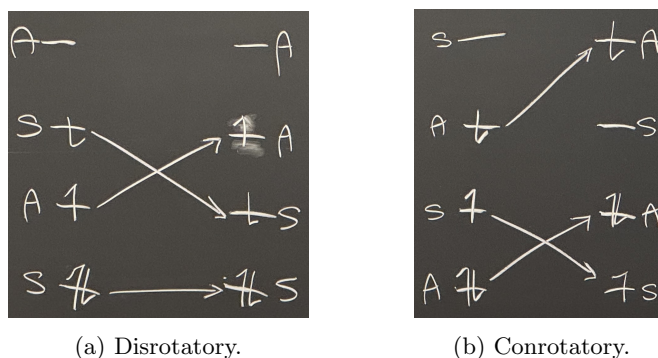 A A
S A
A S
S S
(a) Disrotatory.
S A
A S
S A
A S
(b) Conrotatory.